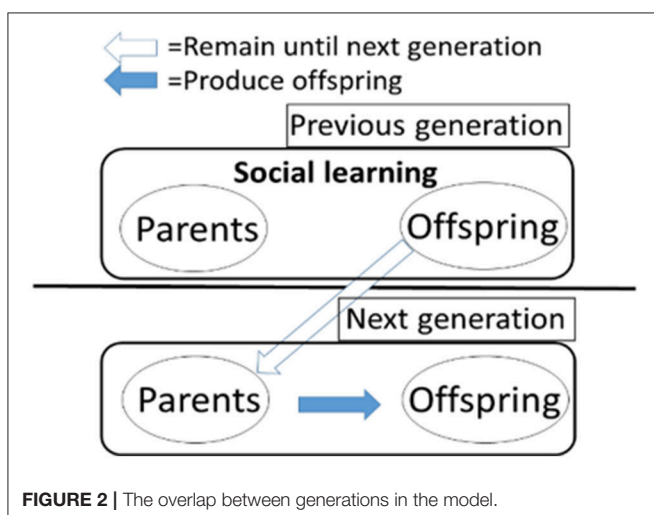 =Remain until next generation
=Produce offspring
Previous generation
Social learning
Parents Offspring
Next generation
Parents Offspring
FIGURE 2 | The overlap between generations in the model.